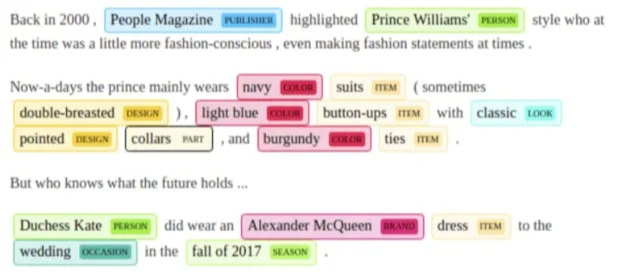 Back in 2000 , People Magazine PUBLISHER highlighted Prince Williams' PERSON style who at
the time was a little more fashion-conscious , even making fashion statements at times .
Now-a-days the prince mainly wears navy COLOR suits ITEM ( sometimes
double-breasted DESIGN ) , light blue COLOR button-ups ITEM with classic LOOK
pointed DESIGN collars PART , and burgundy COLOR ties ITEM .
But who knows what the future holds ...
Duchess Kate PERSON did wear an Alexander McQueen BRAND dress ITEM to the
wedding OCCASION in the fall of 2017 SEASON .